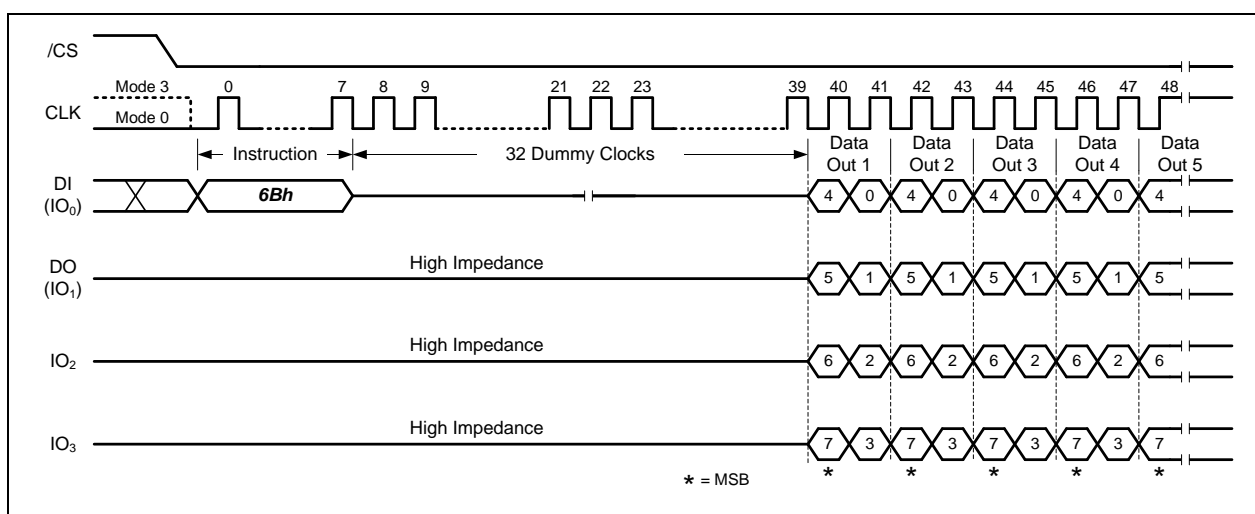 /CS
Mode 3 0 7 8 9 21 22 23 39 40 41 42 43 44 45 46 47 48
CLK
Mode 0
Instruction 32 Dummy Clocks Data Out 1 Data Out 2 Data Out 3 Data Out 4 Data Out 5
DI (IO0) 6Bh 4 0 4 0 4 0 4 0 4
High Impedance
DO (IO1) 5 1 5 1 5 1 5 1 5
High Impedance
IO2 6 2 6 2 6 2 6 2 6
High Impedance
IO3 7 3 7 3 7 3 7 3 7
* * * * *
* = MSB